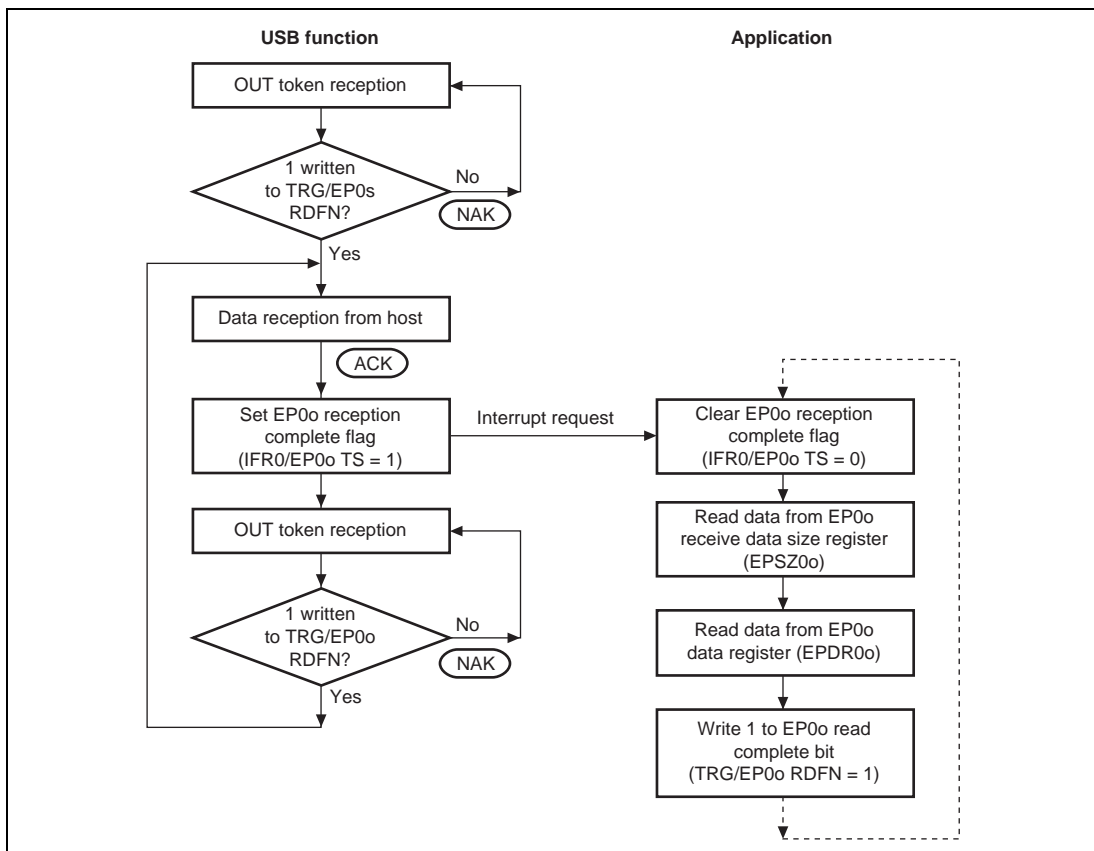 USB function
OUT token reception
1 written
to TRG/EP0s
RDFN?
No
NAK
Yes
Data reception from host
ACK
Set EP0o reception
complete flag
(IFR0/EP0o TS = 1)
OUT token reception
1 written
to TRG/EP0o
RDFN?
No
NAK
Yes
Interrupt request
Application
Clear EP0o reception
complete flag
(IFR0/EP0o TS = 0)
Read data from EP0o
receive data size register
(EPSZ0o)
Read data from EP0o
data register (EPDR0o)
Write 1 to EP0o read
complete bit
(TRG/EP0o RDFN = 1)